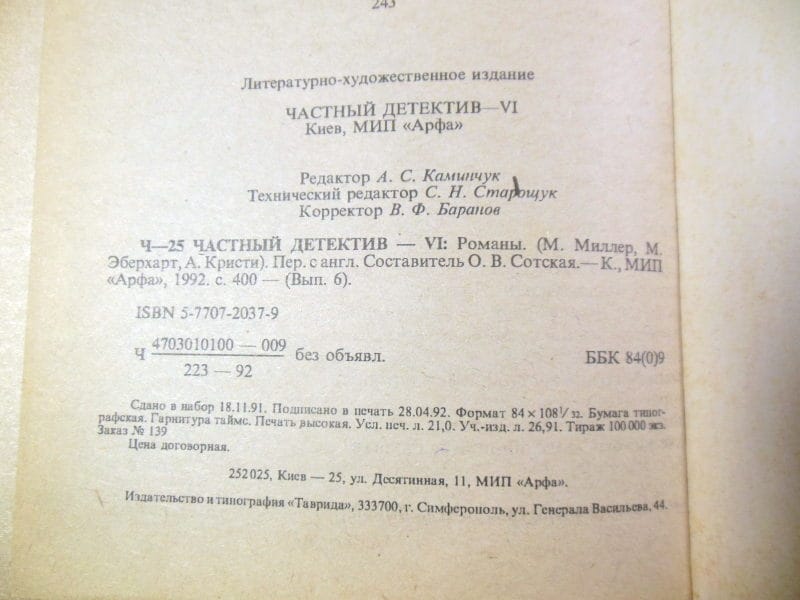 243
Литературно-художественное издание
ЧАСТНЫЙ ДЕТЕКТИВ—VI
Киев, МИП «Арфа»
Редактор А. С. Каминчук
Технический редактор С. Н. Старощук
Корректор В. Ф. Баранов
Ч—25 ЧАСТНЫЙ ДЕТЕКТИВ — VI: Романы. (М. Миллер, М.
Эберхарт, А. Кристи). Пер. с англ. Составитель О. В. Сотская.— К., МИП
«Арфа», 1992. с. 400 — (Вып. 6).
ISBN 5-7707-2037-9
Ч 4703010100 — 009 без объявл.
223 — 92
ББК 84(0)9
Сдано в набор 18.11.91. Подписано в печать 28.04.92. Формат 84 × 108 1/32. Бумага типо-
рафская. Гарнитура таймс. Печать высокая. Усл. печ. л. 21,0. Уч.-изд. л. 26,91. Тираж 100 000 экз.
Заказ № 139
Цена договорная.
252025, Киев — 25, ул. Десятинная, 11, МИП «Арфа».
Издательство и типография «Таврида», 333700, г. Симферополь, ул. Генерала Васильева, 44.